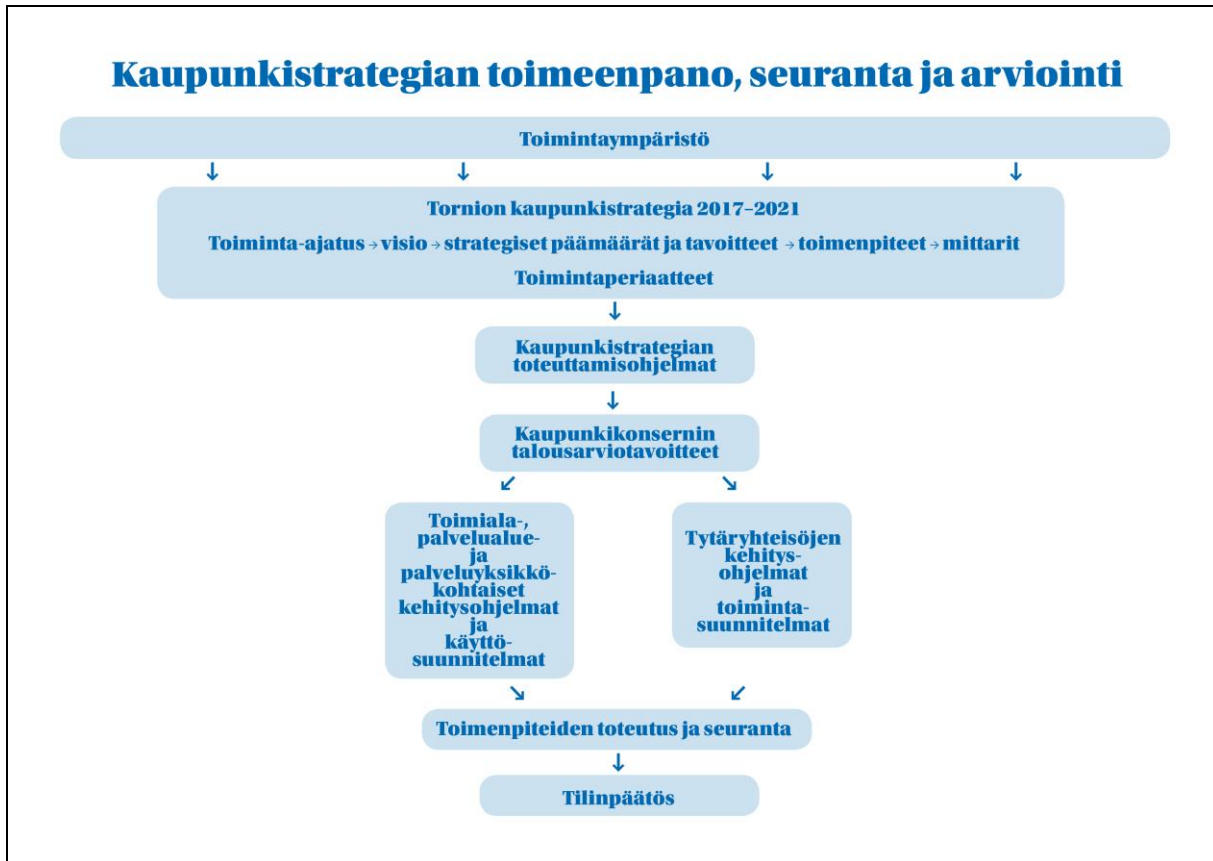 Kaupunkistrategian toimeenpano, seuranta ja arviointi
Toimintaympäristö
↓ ↓ ↓ ↓
Tornion kaupunkistrategia 2017–2021
Toiminta-ajatus → visio → strategiset päämäärät ja tavoitteet → toimenpiteet → mittarit
Toimintaperiaatteet
↓
Kaupunkistrategian
toteuttamisohjelmat
↓
Kaupunkikonsernin
talousarviotavoitteet
↙ ↘
Toimiala-,
palvelualue-
ja
palveluyksikkö-
kohtaiset
kehitysohjelmat
ja
käyttö-
suunnitelmat
Tytäryhteisöjen
kehitys-
ohjelmat
ja
toiminta-
suunnitelmat
↘ ↙
Toimenpiteiden toteutus ja seuranta
↓
Tilinpäätös